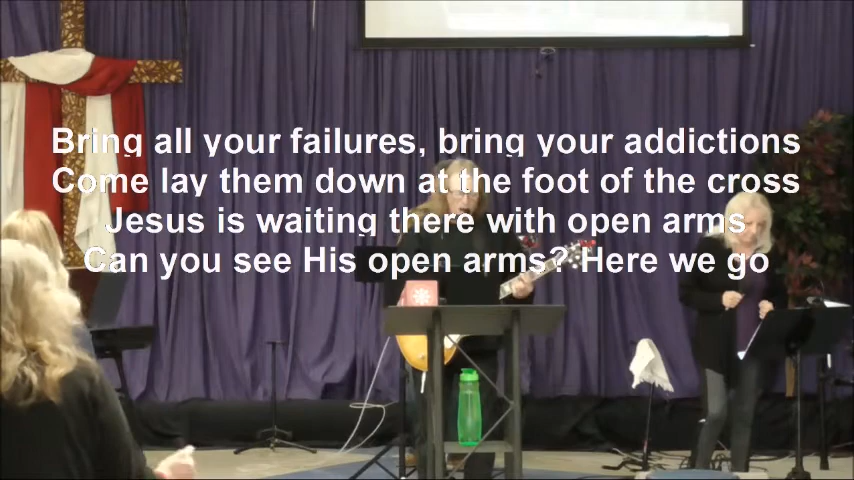 Bring all your failures, bring your addictions
Come lay them down at the foot of the cross
Jesus is waiting there with open arms
Can you see His open arms? Here we go